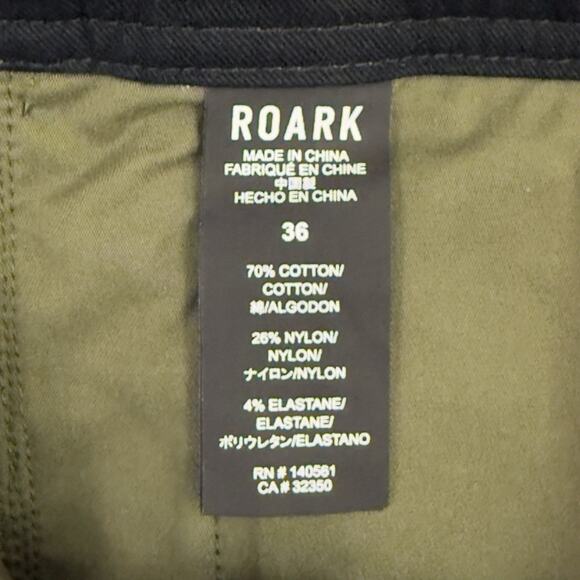 ROARK
MADE IN CHINA
FABRIQUÉ EN CHINE
中国製
HECHO EN CHINA
36
70% COTTON/
COTTON/
綿/ALGODON
26% NYLON/
NYLON/
ナイロン/NYLON
4% ELASTANE/
ELASTANE/
ポリウレタン/ELASTANO
RN # 140561
CA # 32350